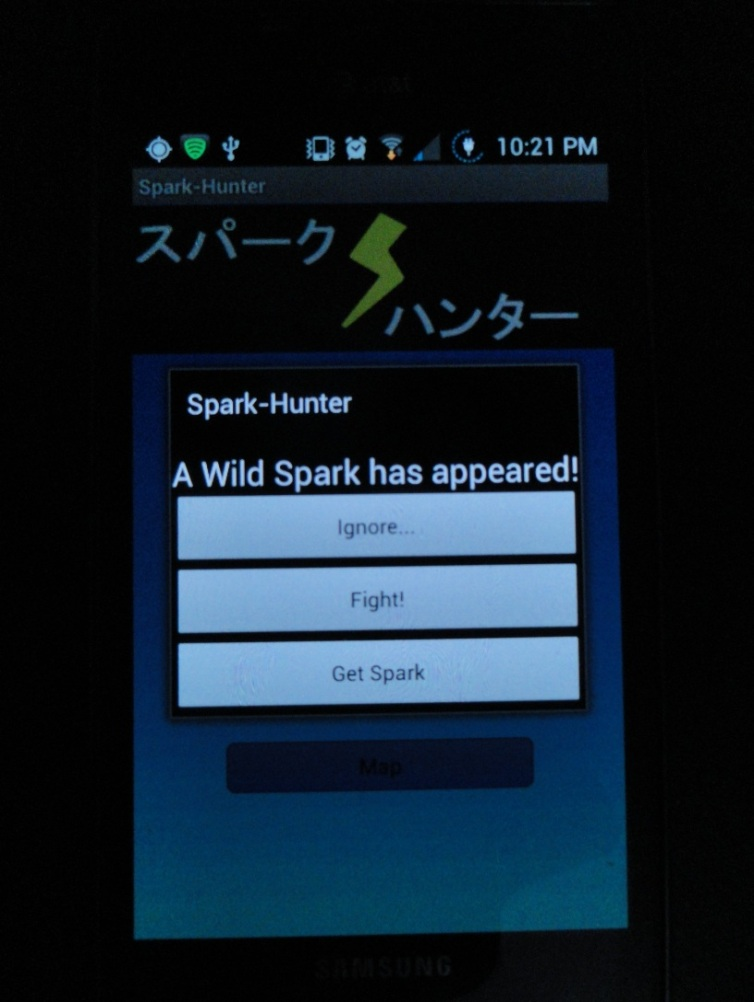 10:21 PM
Spark-Hunter
スパーク
ハンター
Spark-Hunter
A Wild Spark has appeared!
Ignore...
Fight!
Get Spark
Map
SAMSUNG